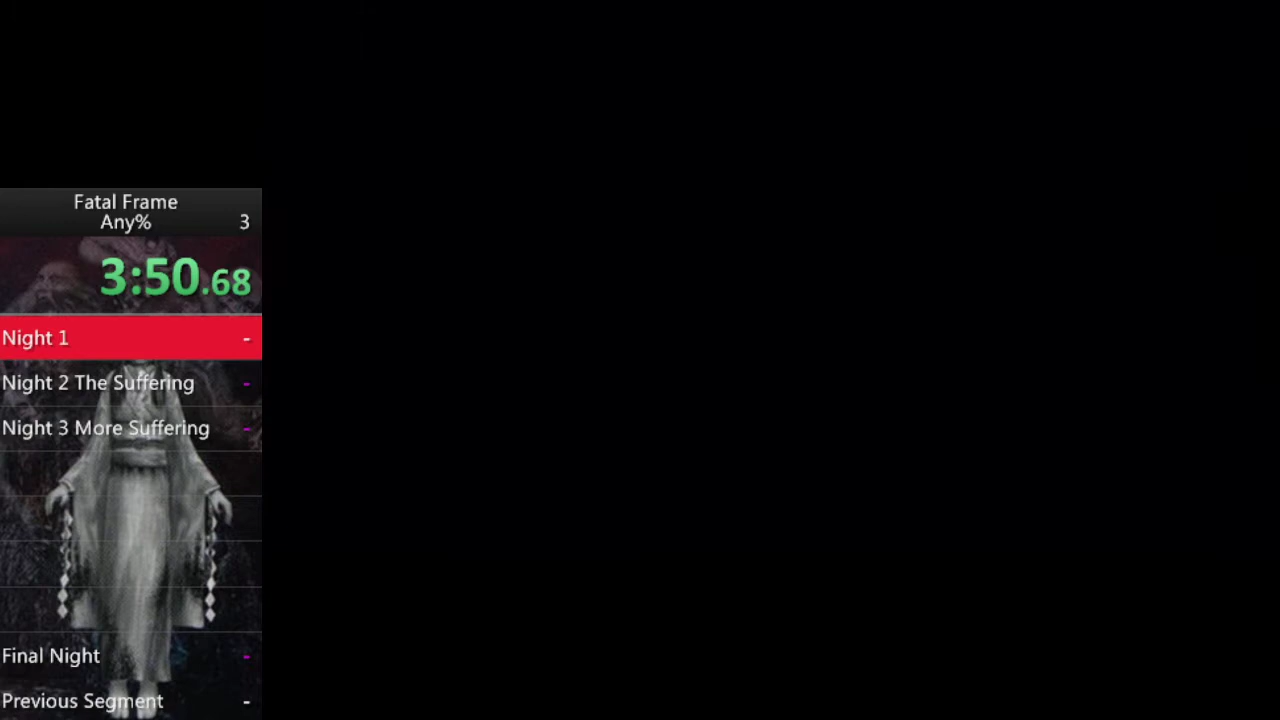 Fatal Frame
Any% 3
3:50.68
Night 1 -
Night 2 The Suffering -
Night 3 More Suffering -
Final Night -
Previous Segment -